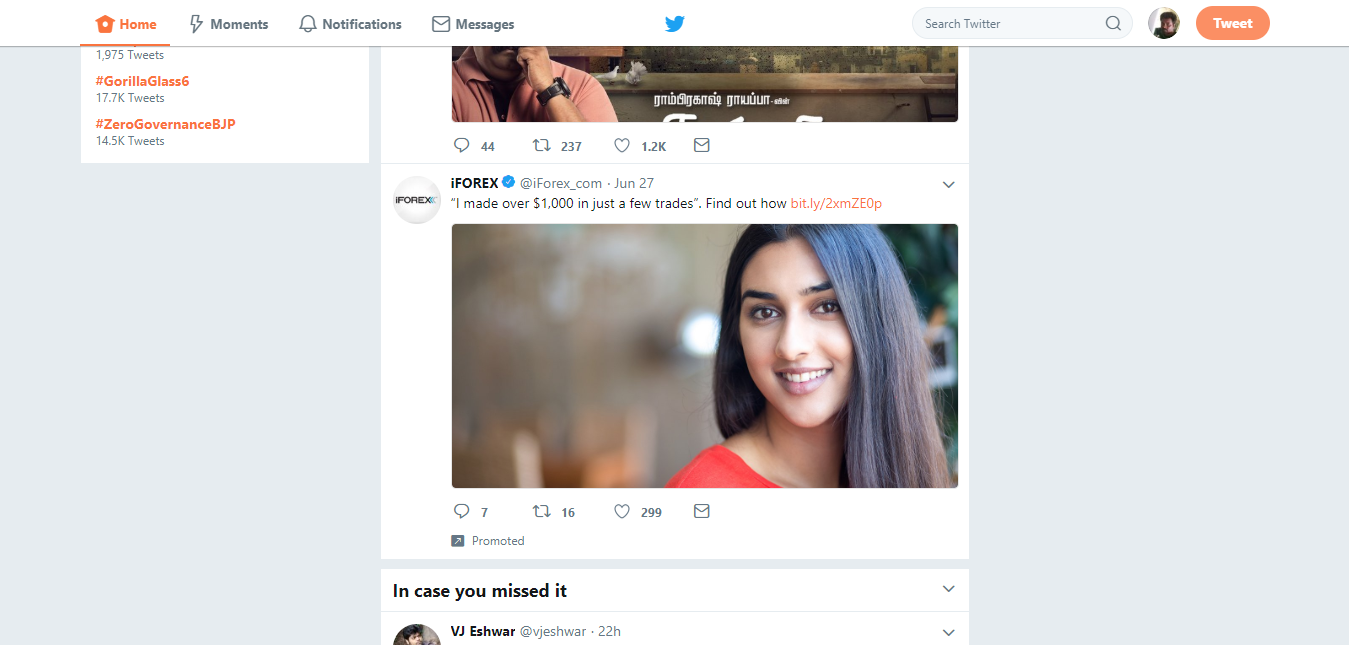 Home
Moments
Notifications
Messages
Search Twitter
Tweet
1,975 Tweets
#GorillaGlass6
17.7K Tweets
#ZeroGovernanceBJP
14.5K Tweets
ராம்பிரகாஷ் ராயப்பா-வின்
44 237 1.2K
iFOREX
iFOREX @iForex_com · Jun 27
“I made over $1,000 in just a few trades”. Find out how bit.ly/2xmZE0p
7 16 299
Promoted
In case you missed it
VJ Eshwar @vjeshwar · 22h